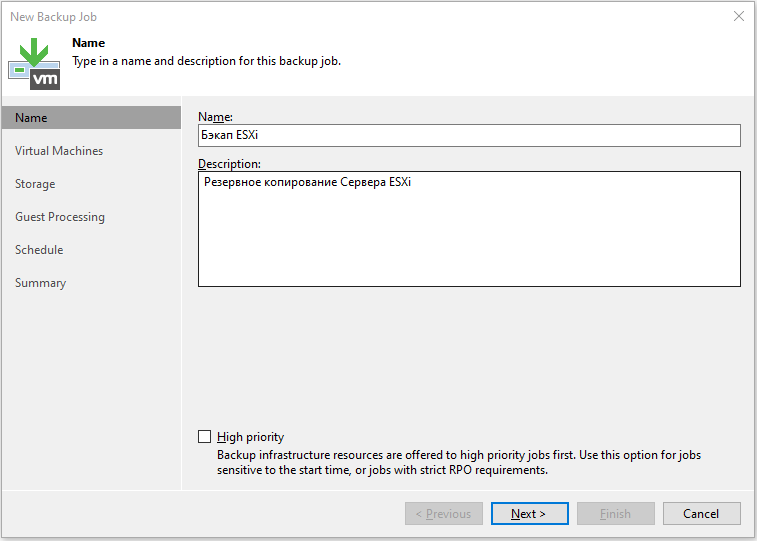 New Backup Job
Name
Type in a name and description for this backup job.
vm
Name
Virtual Machines
Storage
Guest Processing
Schedule
Summary
Name:
Бэкап ESXi
Description:
Резервное копирование Сервера ESXi
High priority
Backup infrastructure resources are offered to high priority jobs first. Use this option for jobs
sensitive to the start time, or jobs with strict RPO requirements.
< Previous
Next >
Finish
Cancel